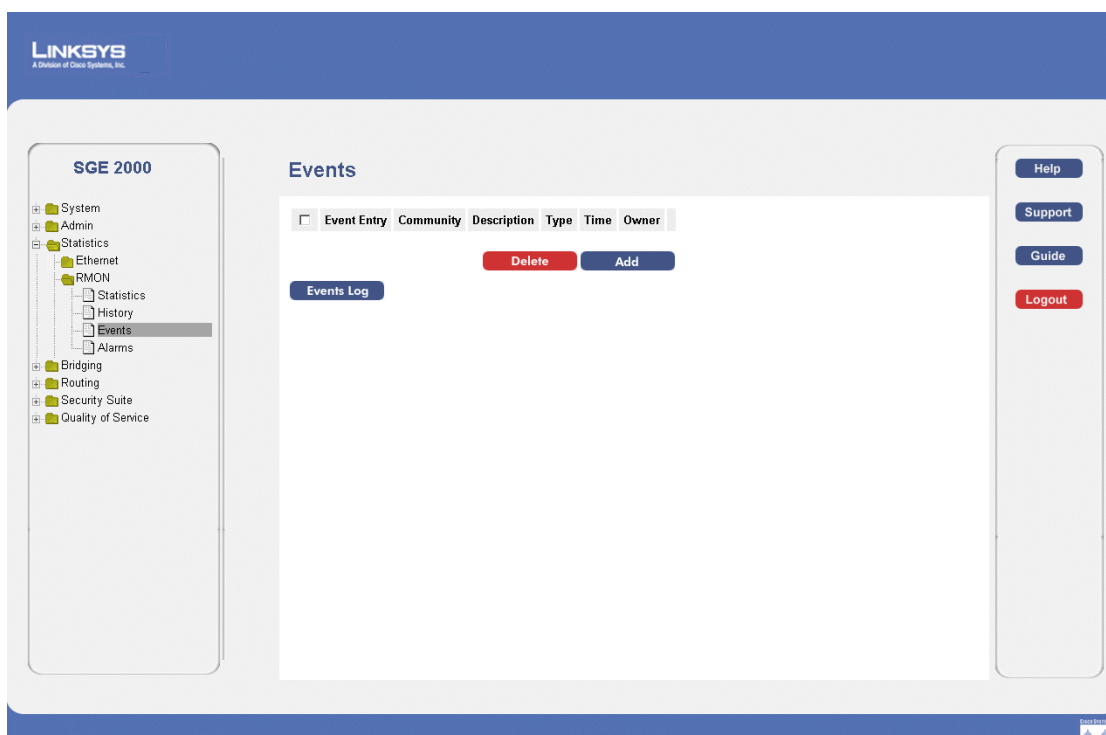 LINKSYS
A Division of Cisco Systems, Inc.
SGE 2000
System
Admin
Statistics
Ethernet
RMON
Statistics
History
Events
Alarms
Bridging
Routing
Security Suite
Quality of Service
Events
Event Entry Community Description Type Time Owner
Delete Add
Events Log
Help
Support
Guide
Logout